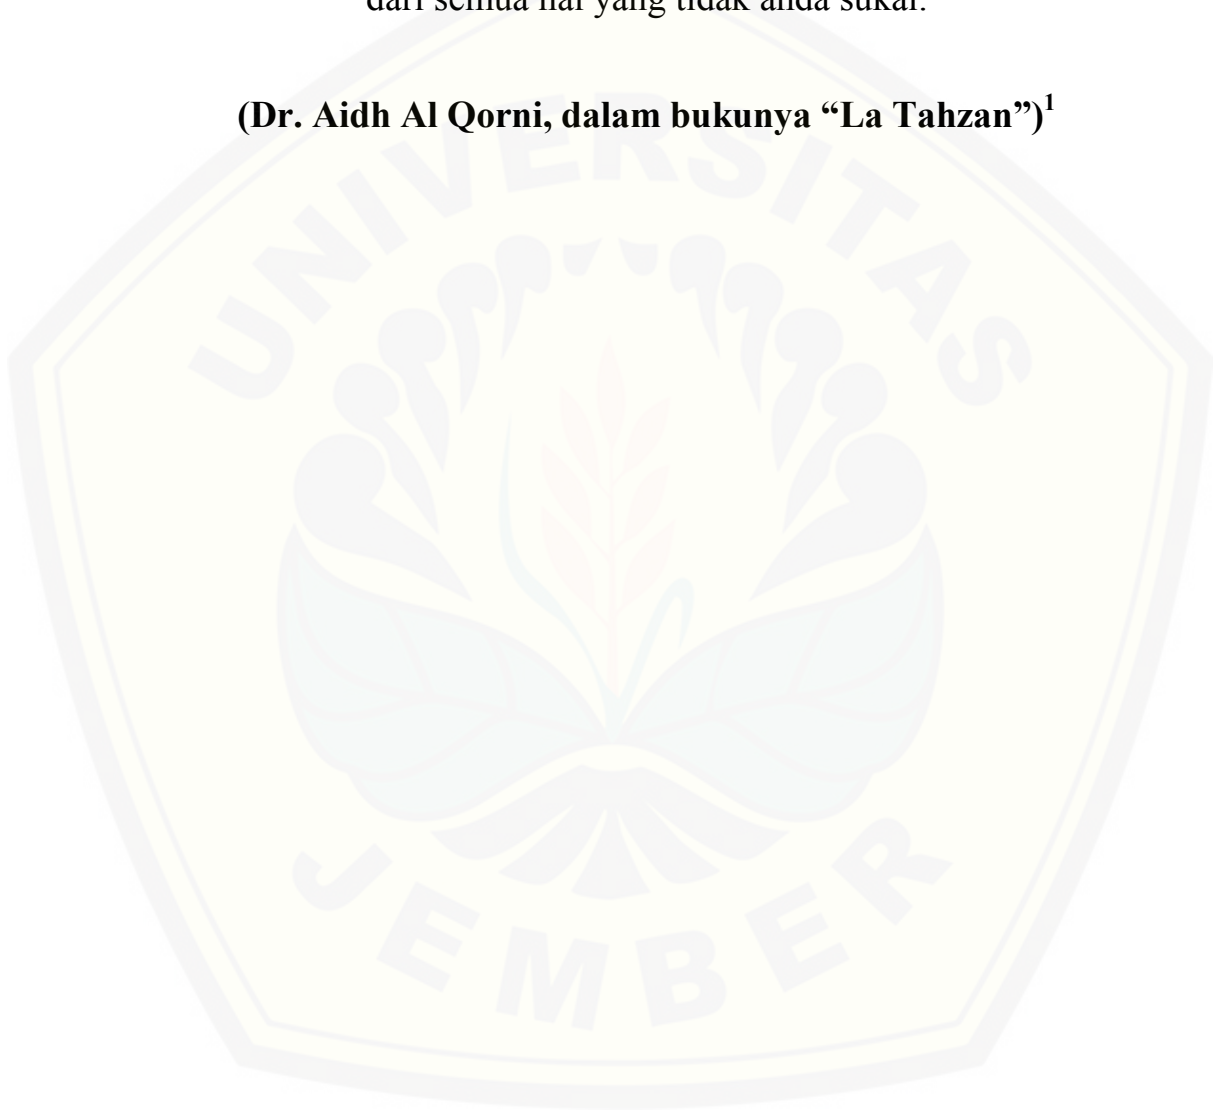 dari semua hal yang tidak anda sukai.
(Dr. Aidh Al Qorni, dalam bukunya “La Tahzan”)1
UNIVERSITAS
JEMBER